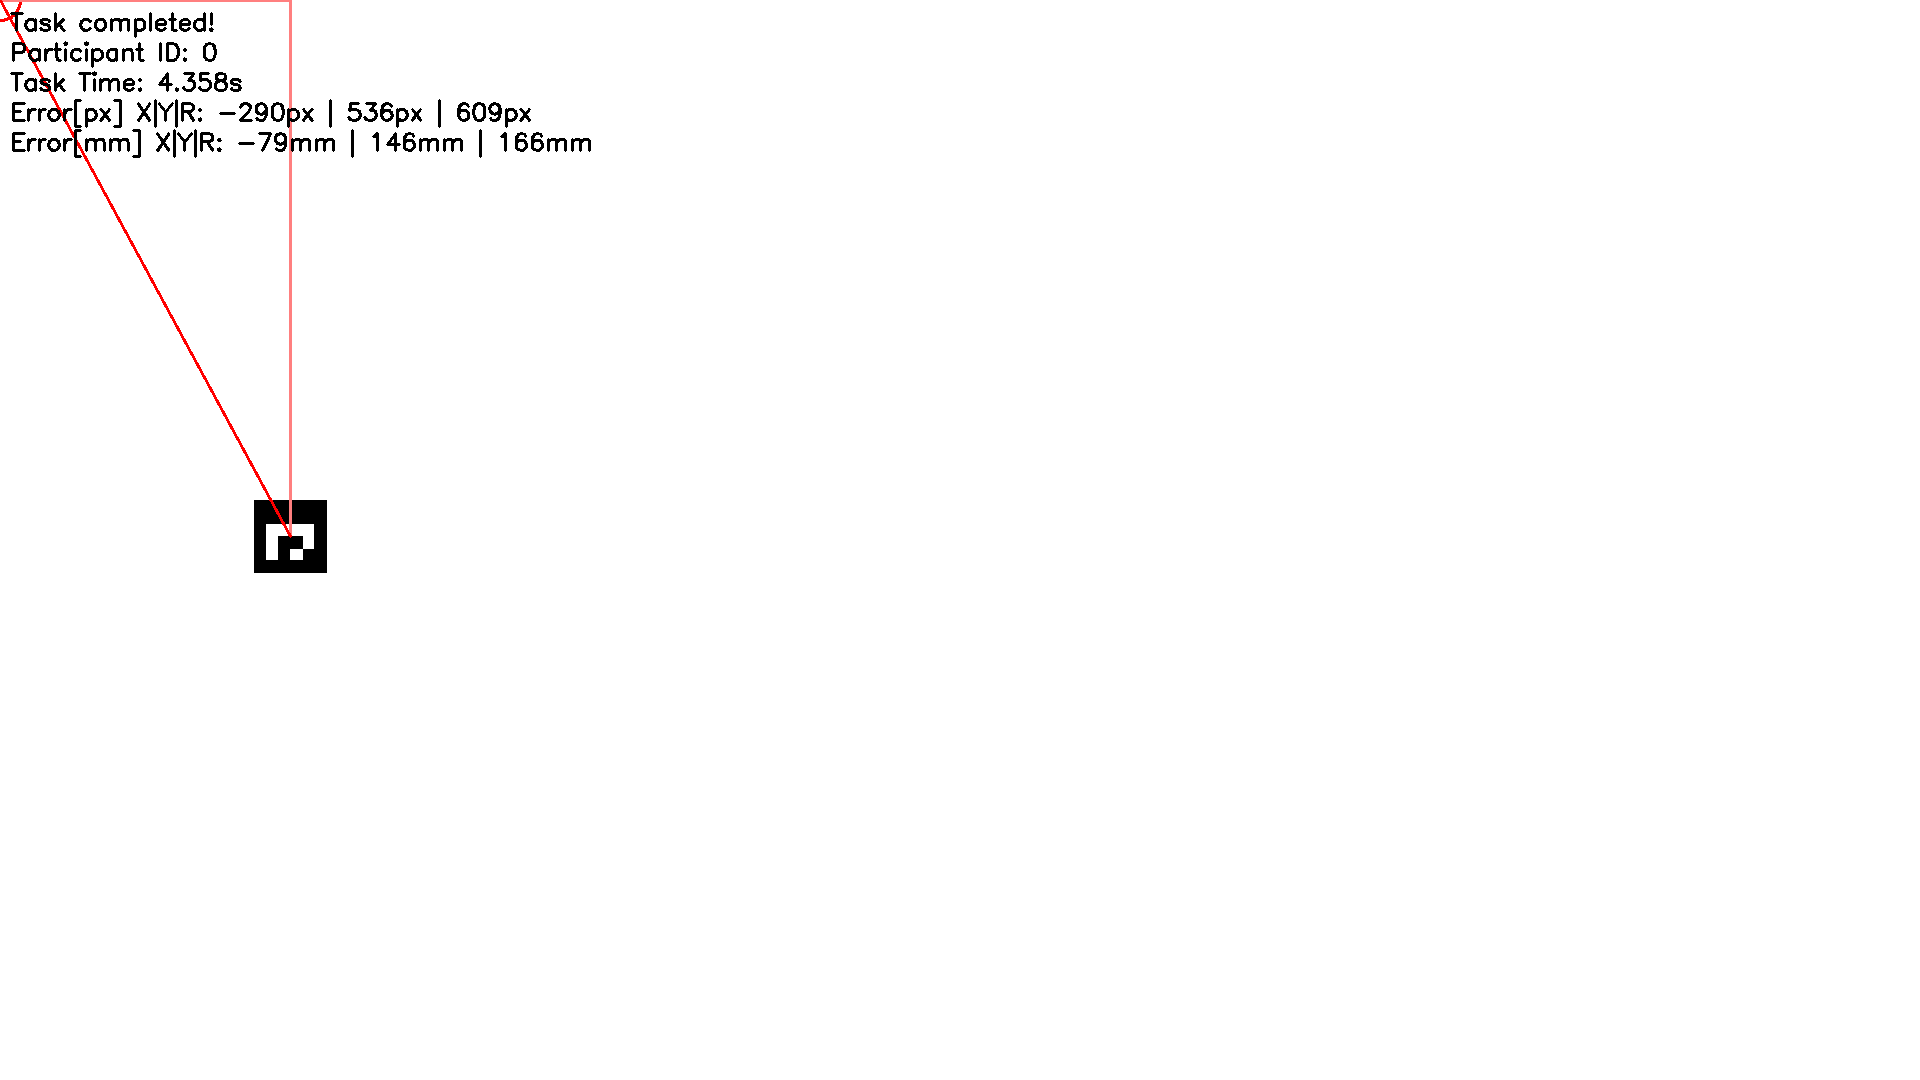 Task completed!
Participant ID: 0
Task Time: 4.358s
Error[px] X|Y|R: -290px | 536px | 609px
Error[mm] X|Y|R: -79mm | 146mm | 166mm